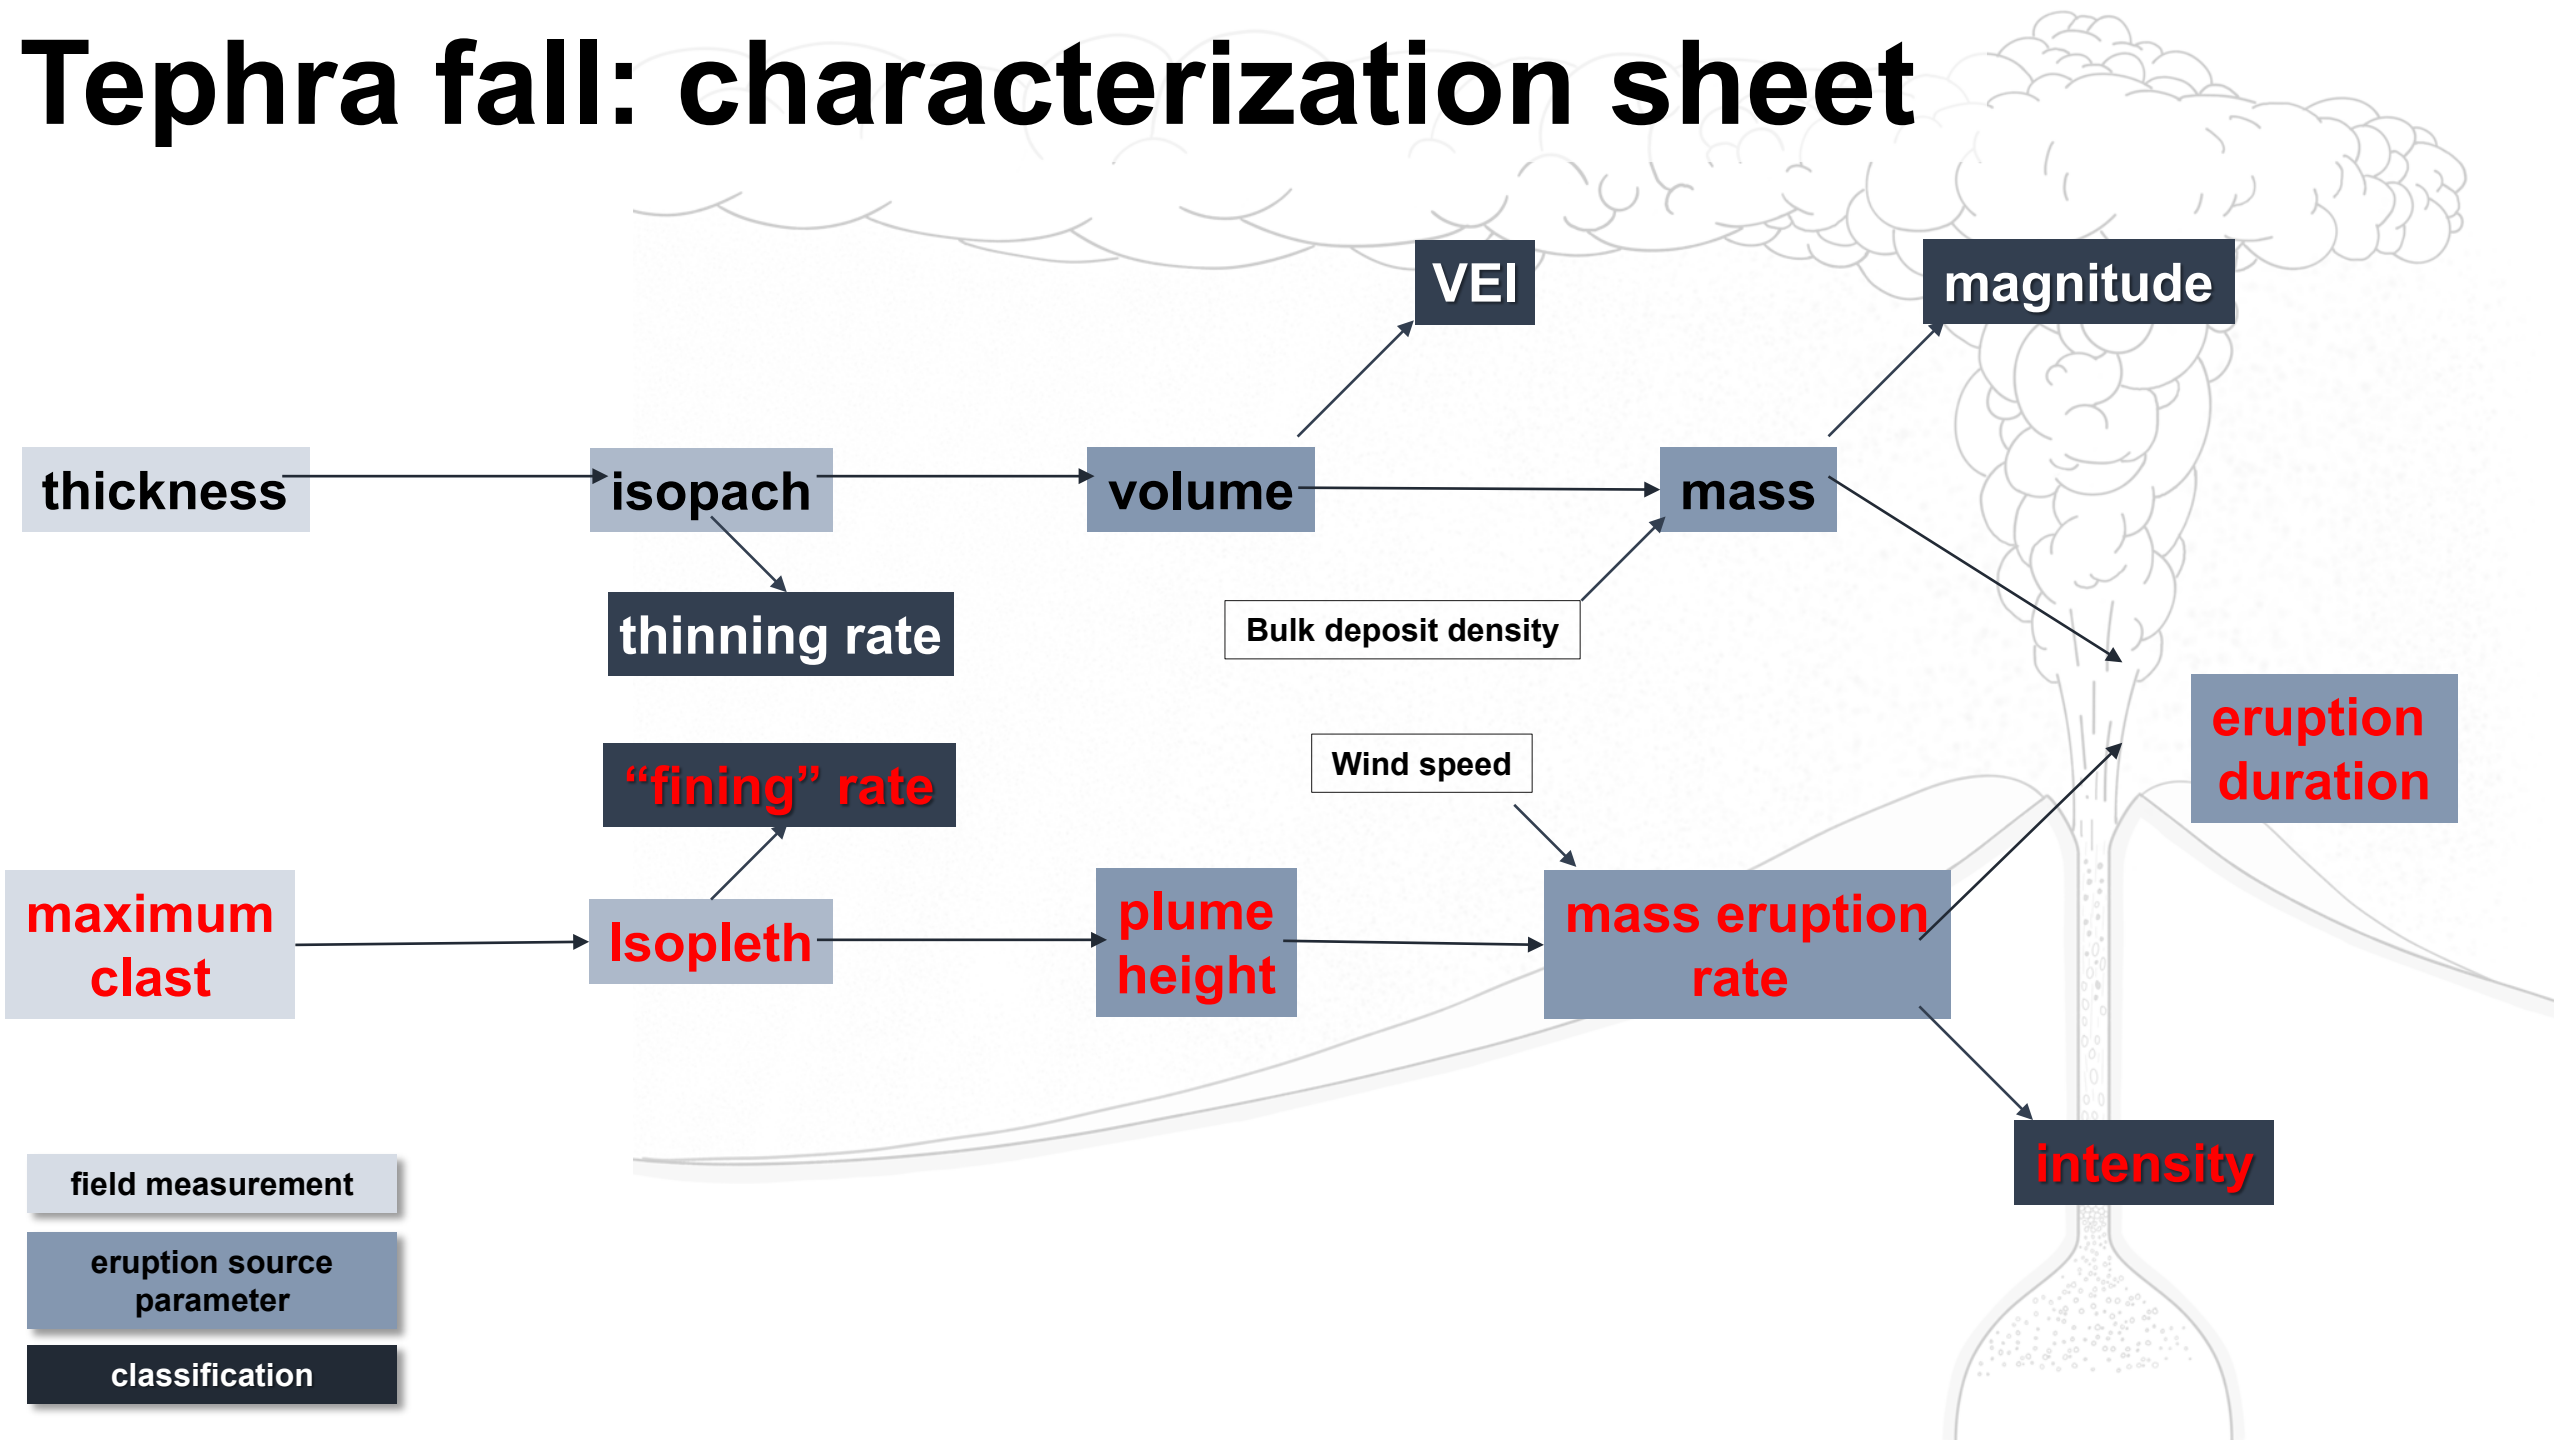 Tephra fall: characterization sheet
VEI
magnitude
thickness
isopach
volume
mass
thinning rate
Bulk deposit density
“fining” rate
Wind speed
eruption
duration
maximum
clast
Isopleth
plume
height
mass eruption
rate
intensity
field measurement
eruption source
parameter
classification